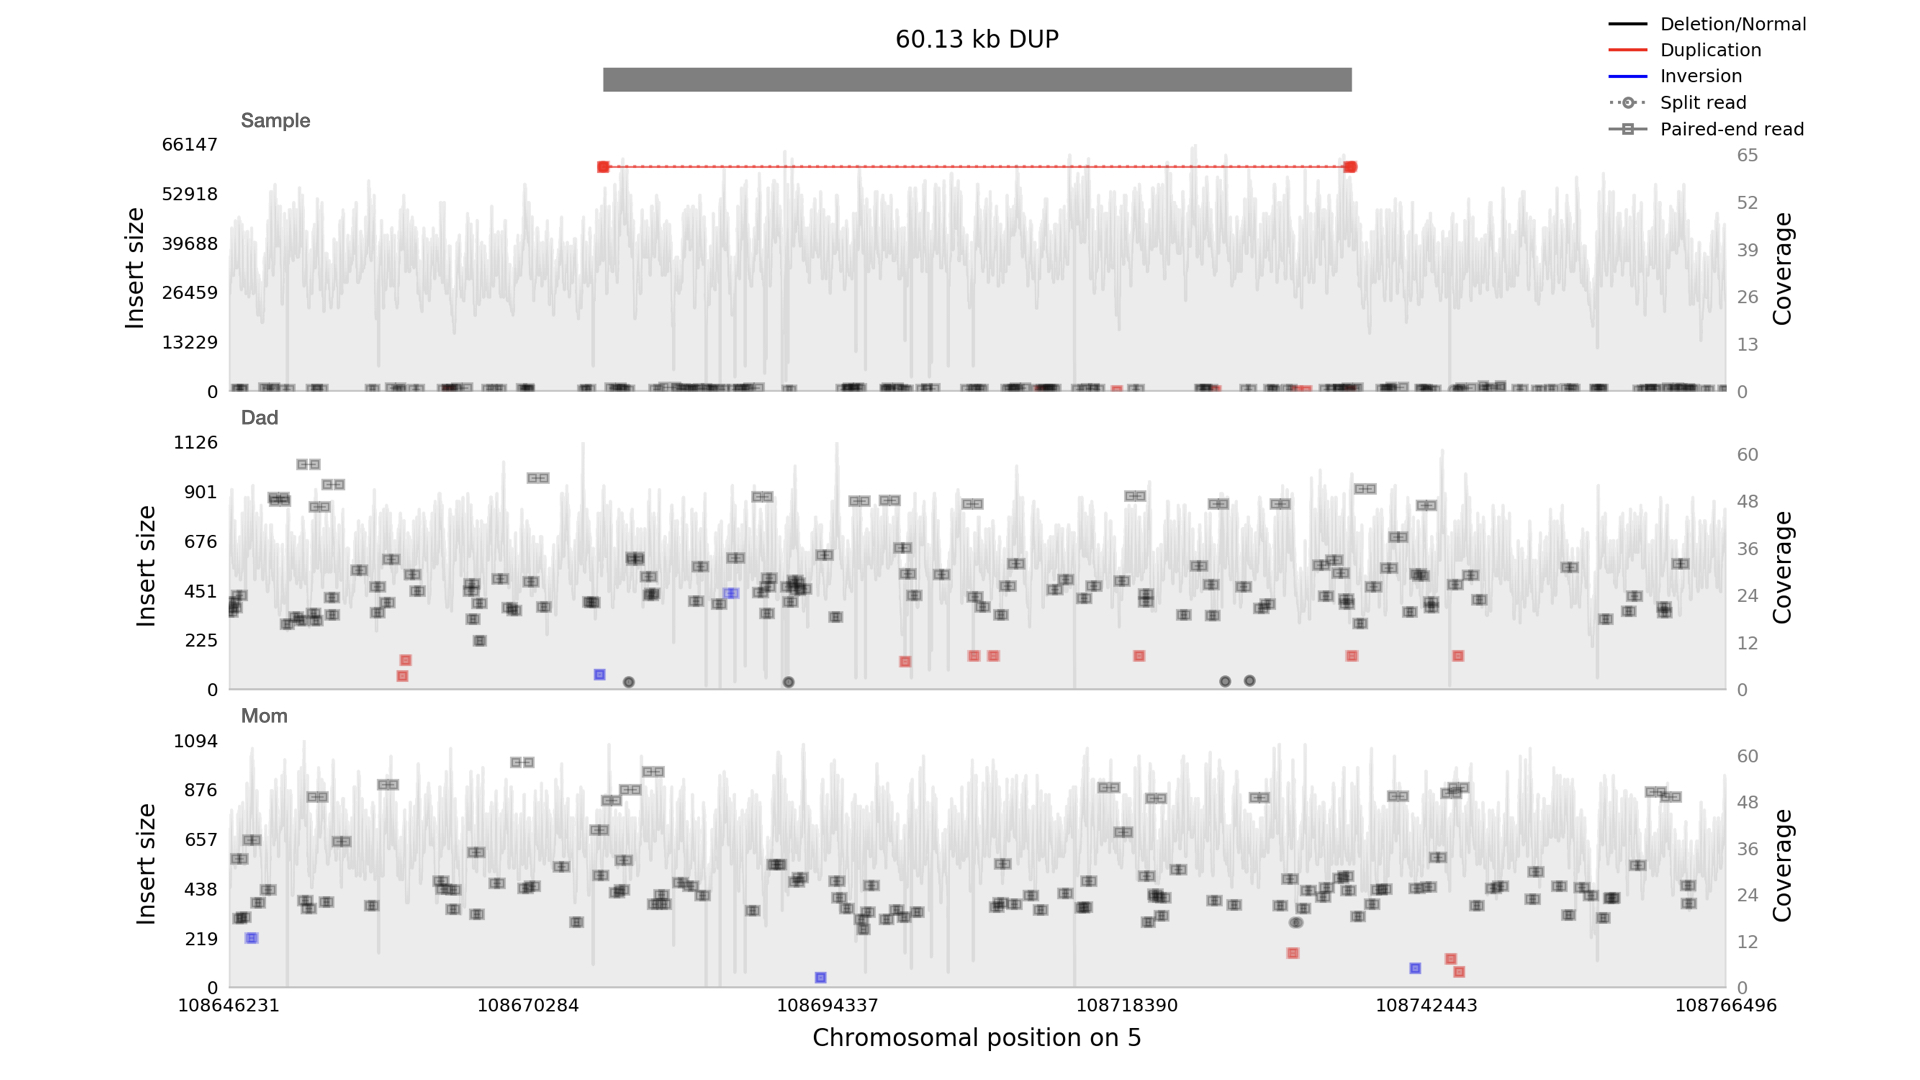 60.13 kb DUP
Deletion/Normal
Duplication
Inversion
Split read
Paired-end read
Sample
66147
52918
39688
26459
13229
0
Insert size
65
52
39
26
13
0
Coverage
Dad
1126
901
676
451
225
0
Insert size
60
48
36
24
12
0
Coverage
Mom
1094
876
657
438
219
0
Insert size
60
48
36
24
12
0
Coverage
108646231 108670284 108694337 108718390 108742443 108766496
Chromosomal position on 5